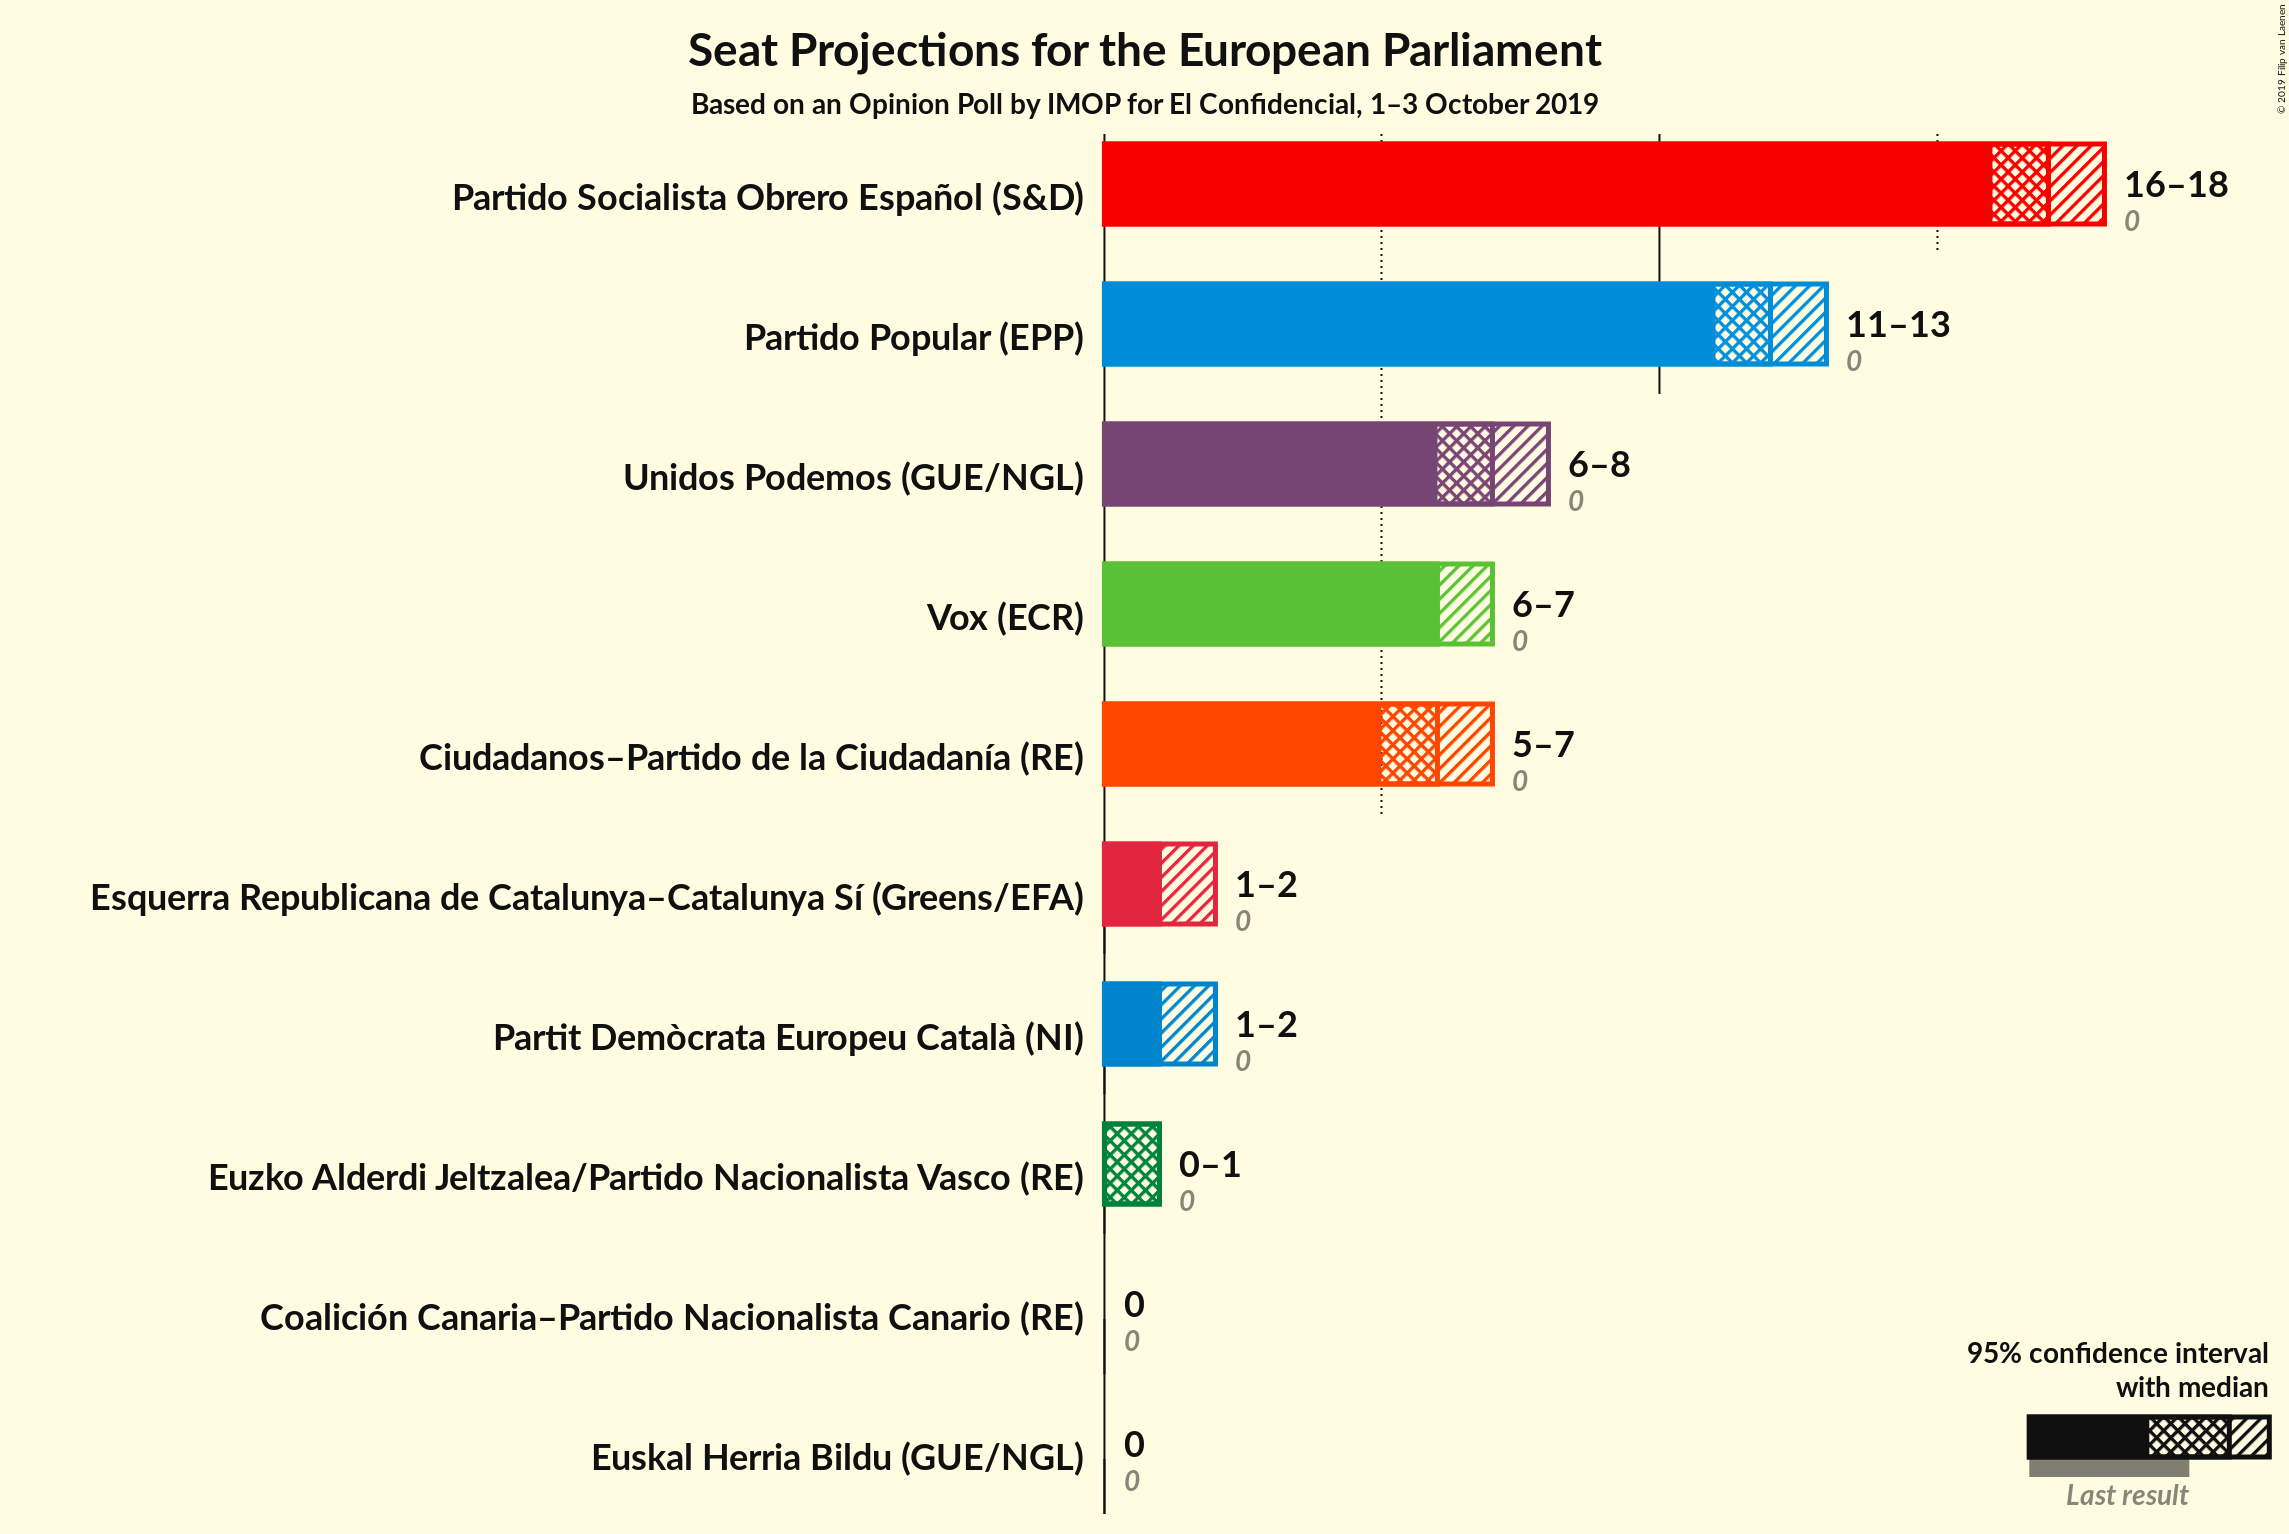 Seat Projections for the European Parliament
Based on an Opinion Poll by IMOP for El Confidencial, 1–3 October 2019
© 2019 Filip van Laenen
Partido Socialista Obrero Español (S&D)
16–18
0
Partido Popular (EPP)
11–13
0
Unidos Podemos (GUE/NGL)
6–8
0
Vox (ECR)
6–7
0
Ciudadanos–Partido de la Ciudadanía (RE)
5–7
0
Esquerra Republicana de Catalunya–Catalunya Sí (Greens/EFA)
1–2
0
Partit Demòcrata Europeu Català (NI)
1–2
0
Euzko Alderdi Jeltzalea/Partido Nacionalista Vasco (RE)
0–1
0
Coalición Canaria–Partido Nacionalista Canario (RE)
0
0
Euskal Herria Bildu (GUE/NGL)
0
0
95% confidence interval
with median
Last result